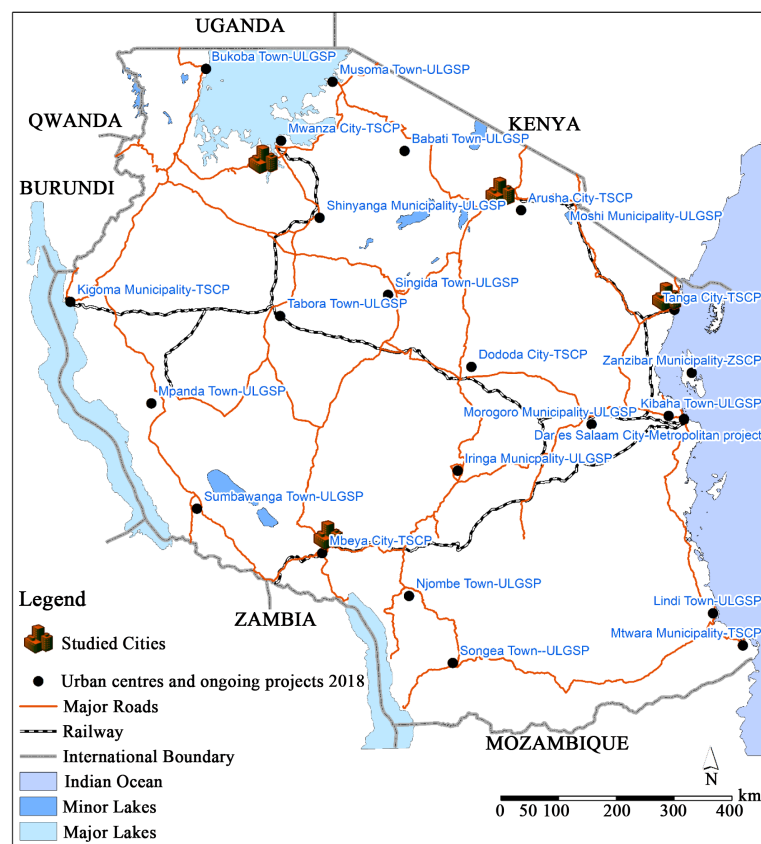 UGANDA
Bukoba Town-ULGSP
Musoma Town-ULGSP
QWANDA
Mwanza City-TSCP
KENYA
Babati Town-ULGSP
BURUNDI
Arusha City-TSCP
Shinyanga Municipality-ULGSP
Moshi Municipality-ULGSP
Kigoma Municipality-TSCP
Singida Town-ULGSP
Tabora Town-ULGSP
Tanga City-TSCP
Dododa City-TSCP
Zanzibar Municipality-ZSCP
Mpanda Town-ULGSP
Kibaha Town-ULGSP
Morogoro Municipality-ULGSP
Dar es Salaam City-Metropolitan project
Iringa Municpality-ULGSP
Sumbawanga Town-ULGSP
Mbeya City-TSCP
Njombe Town-ULGSP
ZAMBIA
Lindi Town-ULGSP
Mtwara Municipality-TSCP
Songea Town--ULGSP
MOZAMBIQUE
Legend
Studied Cities
Urban centres and ongoing projects 2018
Major Roads
Railway
International Boundary
Indian Ocean
Minor Lakes
Major Lakes
N
km
0 50 100 200 300 400